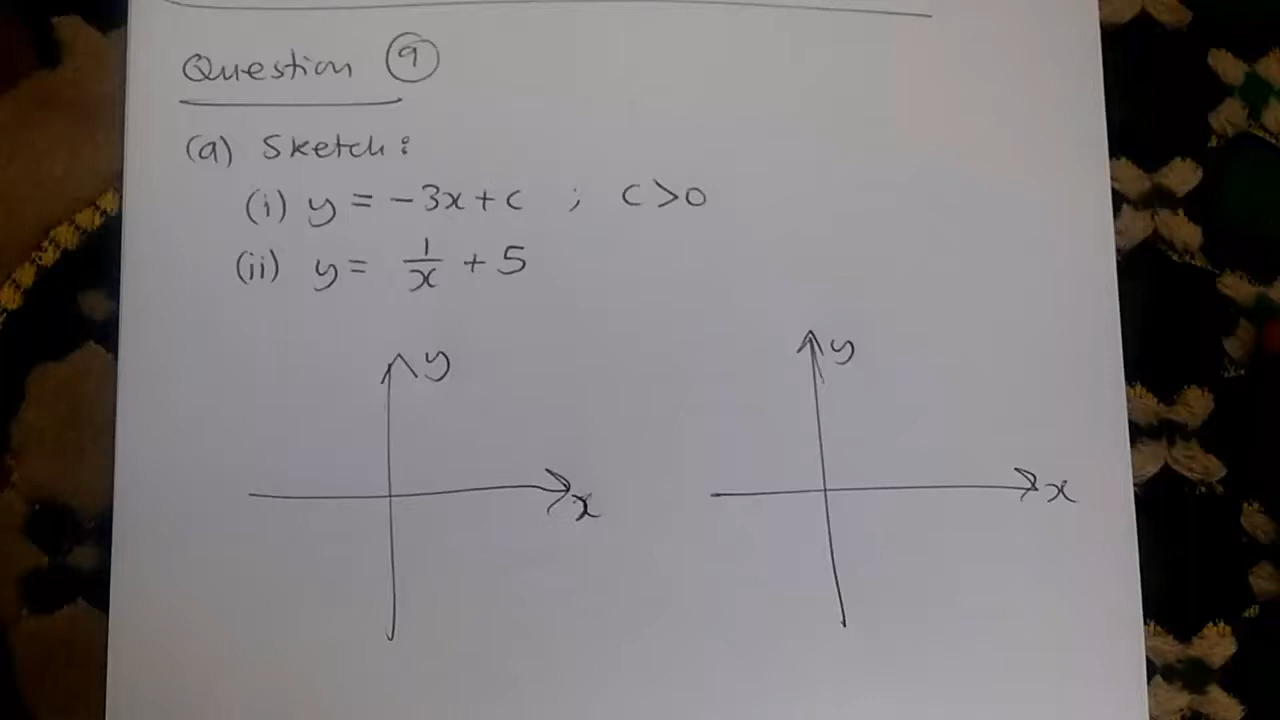 Question 9
(a) Sketch:
(i) y = -3x+c ; c>0
(ii) y = 1/x + 5
y y
x x